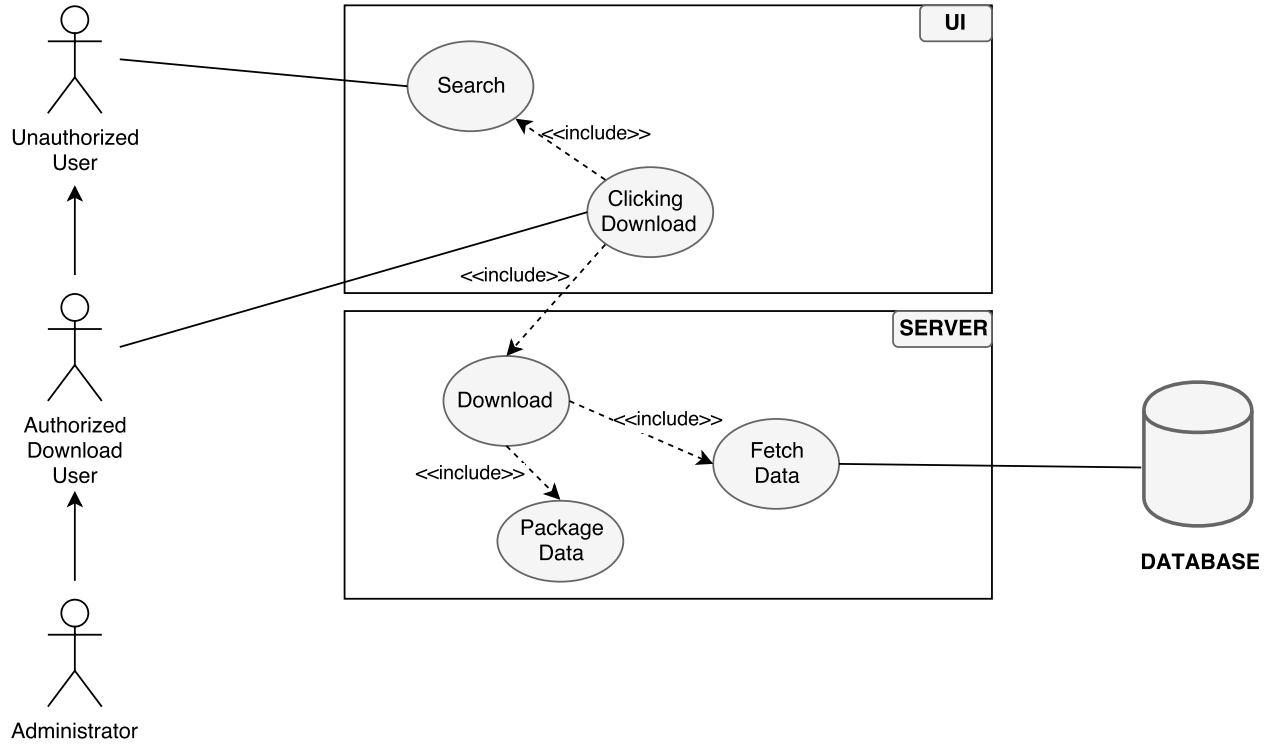 UI
Search
<<include>>
Unauthorized
User
Clicking
Download
<<include>>
SERVER
Download
<<include>>
Authorized
Download
User
Fetch
Data
<<include>>
Package
Data
DATABASE
Administrator